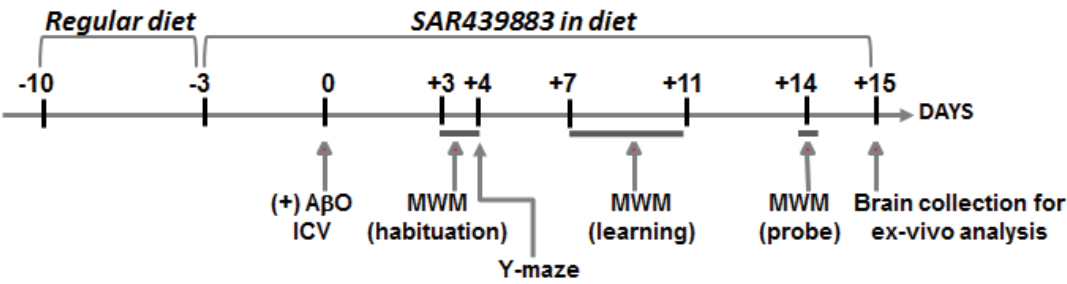 Regular diet SAR439883 in diet
-10 -3 0 +3 +4 +7 +11 +14 +15
DAYS
(+) AβO MWM MWM MWM Brain collection for
ICV (habituation) (learning) (probe) ex-vivo analysis
Y-maze